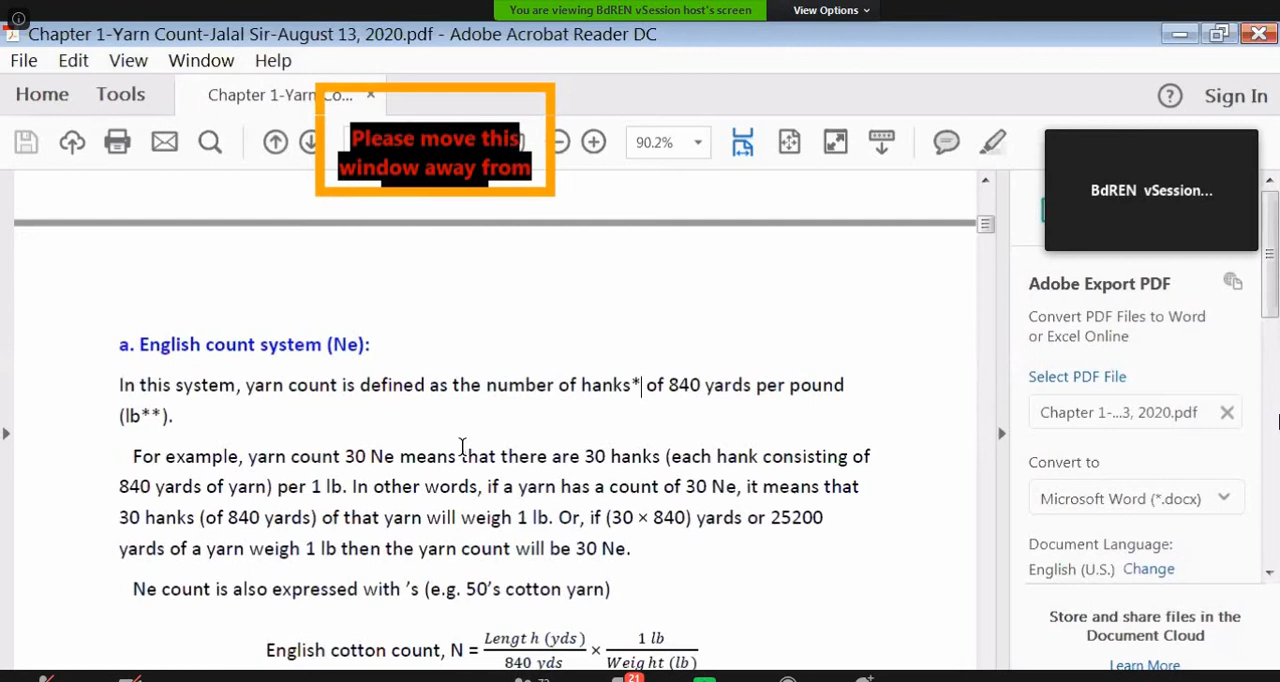 You are viewing BdREN vSession host's screen
View Options
Chapter 1-Yarn Count-Jalal Sir-August 13, 2020.pdf - Adobe Acrobat Reader DC
File Edit View Window Help
Home Tools Chapter 1-Yarn Co... × Sign In
Please move this
window away from
90.2%
BdREN vSession...
Adobe Export PDF
Convert PDF Files to Word
or Excel Online
Select PDF File
Chapter 1-...3, 2020.pdf
Convert to
Microsoft Word (*.docx)
Document Language:
English (U.S.) Change
Store and share files in the
Document Cloud
Learn More
a. English count system (Ne):
In this system, yarn count is defined as the number of hanks* of 840 yards per pound
(lb**).
For example, yarn count 30 Ne means that there are 30 hanks (each hank consisting of
840 yards of yarn) per 1 lb. In other words, if a yarn has a count of 30 Ne, it means that
30 hanks (of 840 yards) of that yarn will weigh 1 lb. Or, if (30 × 840) yards or 25200
yards of a yarn weigh 1 lb then the yarn count will be 30 Ne.
Ne count is also expressed with ’s (e.g. 50’s cotton yarn)
English cotton count, N = Lengt h (yds) / 840 yds × 1 lb / Weig ht (lb)
21